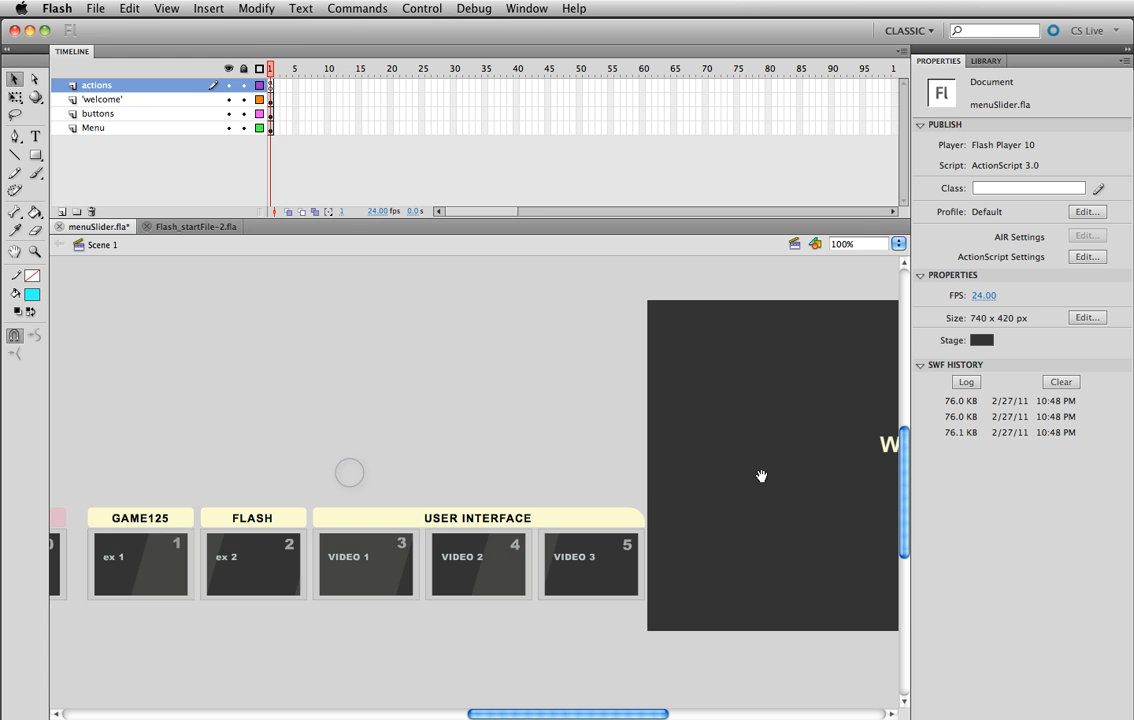 Flash File Edit View Insert Modify Text Commands Control Debug Window Help
Fl CLASSIC CS Live
TIMELINE
1 5 10 15 20 25 30 35 40 45 50 55 60 65 70 75 80 85 90 95 1
actions
'welcome'
buttons
Menu
1 24.00 fps 0.0 s
menuSlider.fla* Flash_startFile-2.fla
Scene 1 100%
W
GAME125 FLASH USER INTERFACE
ex 1 1 ex 2 2 VIDEO 1 3 VIDEO 2 4 VIDEO 3 5
PROPERTIES LIBRARY
Fl Document
menuSlider.fla
PUBLISH
Player: Flash Player 10
Script: ActionScript 3.0
Class:
Profile: Default Edit...
AIR Settings Edit...
ActionScript Settings Edit...
PROPERTIES
FPS: 24.00
Size: 740 x 420 px Edit...
Stage:
SWF HISTORY
Log Clear
76.0 KB 2/27/11 10:48 PM
76.0 KB 2/27/11 10:48 PM
76.1 KB 2/27/11 10:48 PM